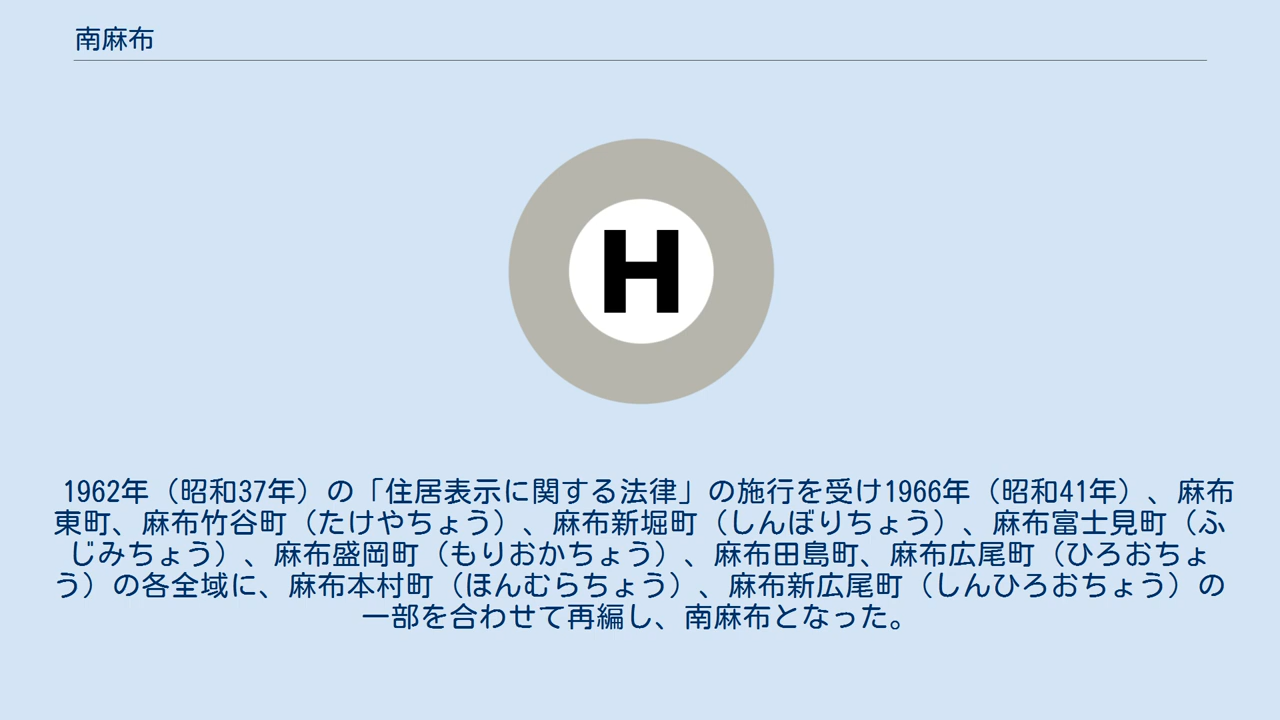 南麻布
H
1962年（昭和37年）の「住居表示に関する法律」の施行を受け1966年（昭和41年）、麻布
東町、麻布竹谷町（たけやちょう）、麻布新堀町（しんぼりちょう）、麻布富士見町（ふ
じみちょう）、麻布盛岡町（もりおかちょう）、麻布田島町、麻布広尾町（ひろおちょ
う）の各全域に、麻布本村町（ほんむらちょう）、麻布新広尾町（しんひろおちょう）の
一部を合わせて再編し、南麻布となった。